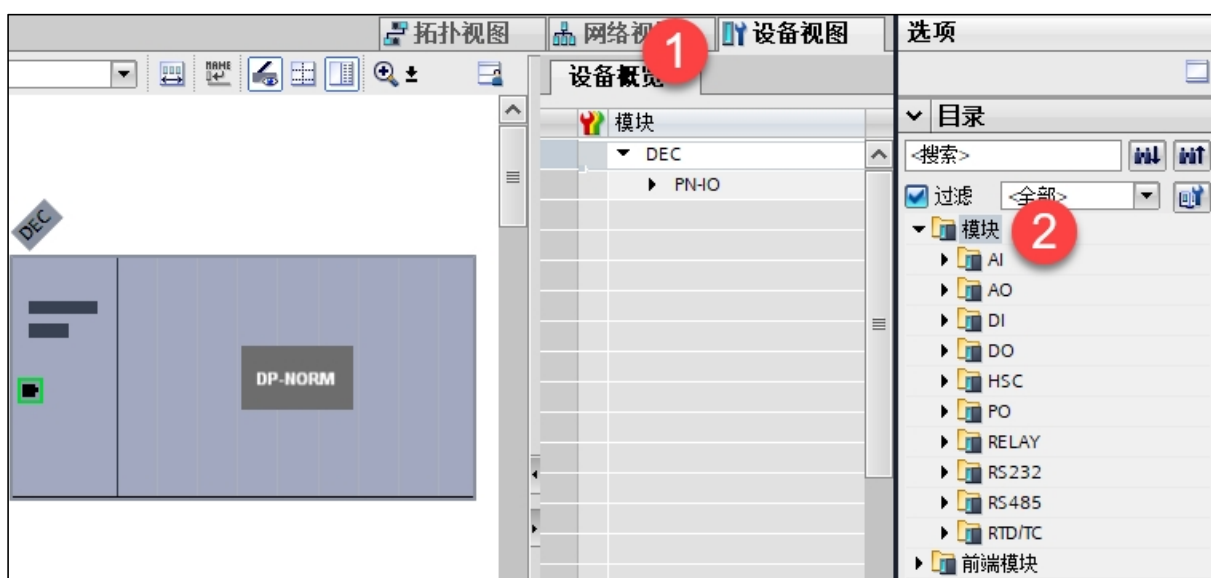 拓扑视图
网络视
设备视图
选项
1
NAME
设备概览
模块
目录
DEC
<搜索>
PN-IO
过滤
<全部>
DEC
模块
2
AI
AO
DI
DO
DP-NORM
HSC
PO
RELAY
RS232
RS485
RTD/TC
前端模块